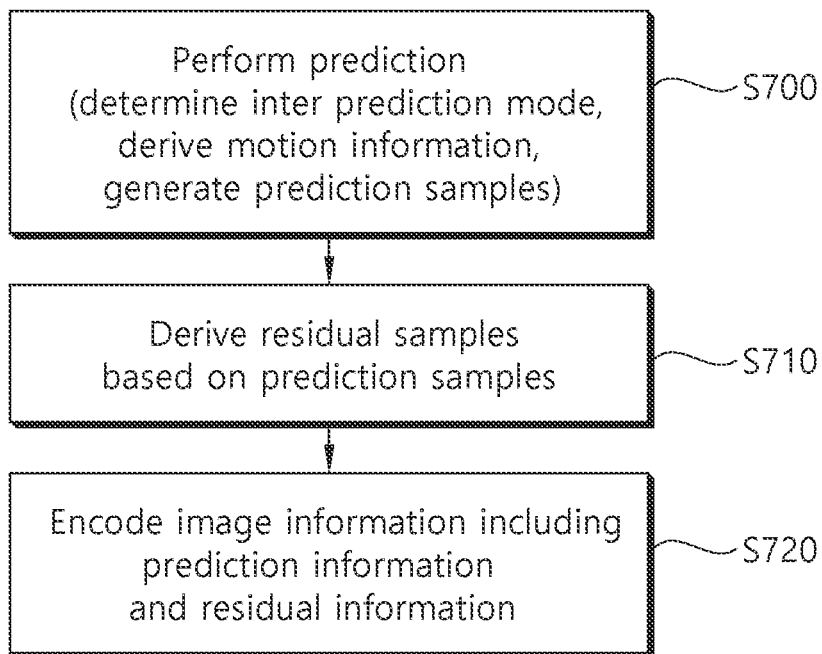 Perform prediction
(determine inter prediction mode,
derive motion information,
generate prediction samples)
S700
Derive residual samples
based on prediction samples
S710
Encode image information including
prediction information
and residual information
S720